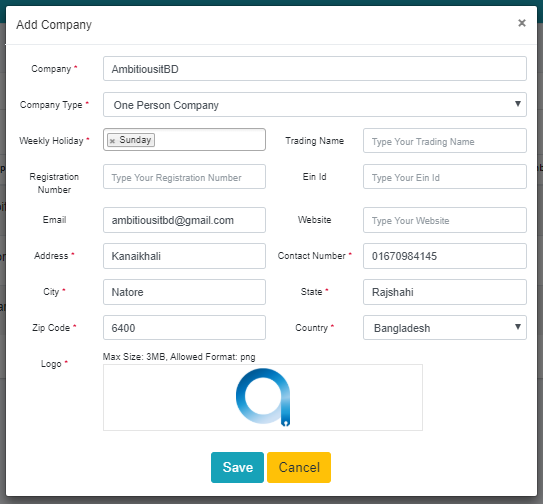 Add Company ×
Company * AmbitiousitBD
Company Type * One Person Company
Weekly Holiday * × Sunday Trading Name Type Your Trading Name
Registration Number Type Your Registration Number Ein Id Type Your Ein Id
Email ambitiousitbd@gmail.com Website Type Your Website
Address * Kanaikhali Contact Number * 01670984145
City * Natore State * Rajshahi
Zip Code * 6400 Country * Bangladesh
Logo * Max Size: 3MB, Allowed Format: png
Save Cancel